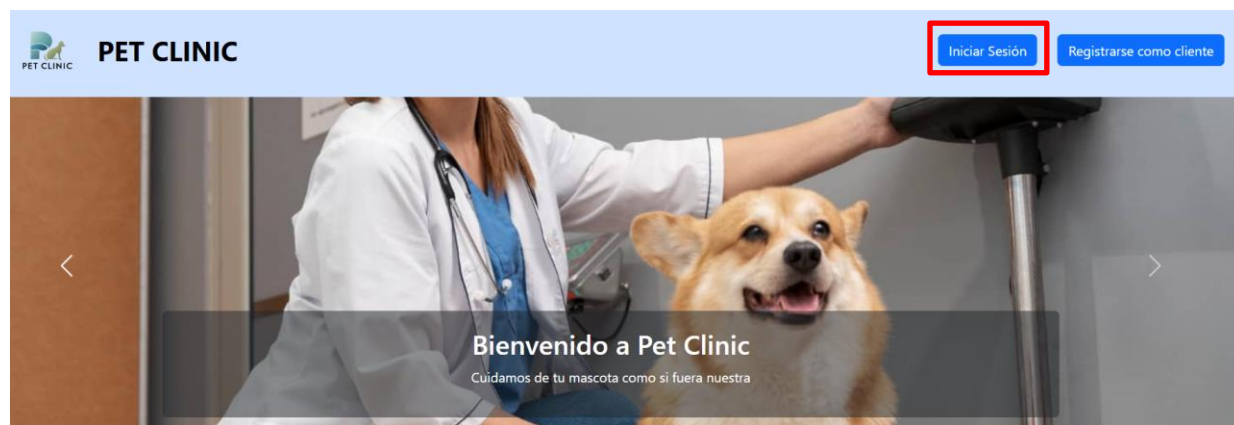 PET CLINIC
PET CLINIC
Iniciar Sesión
Registrarse como cliente
Bienvenido a Pet Clinic
Cuidamos de tu mascota como si fuera nuestra